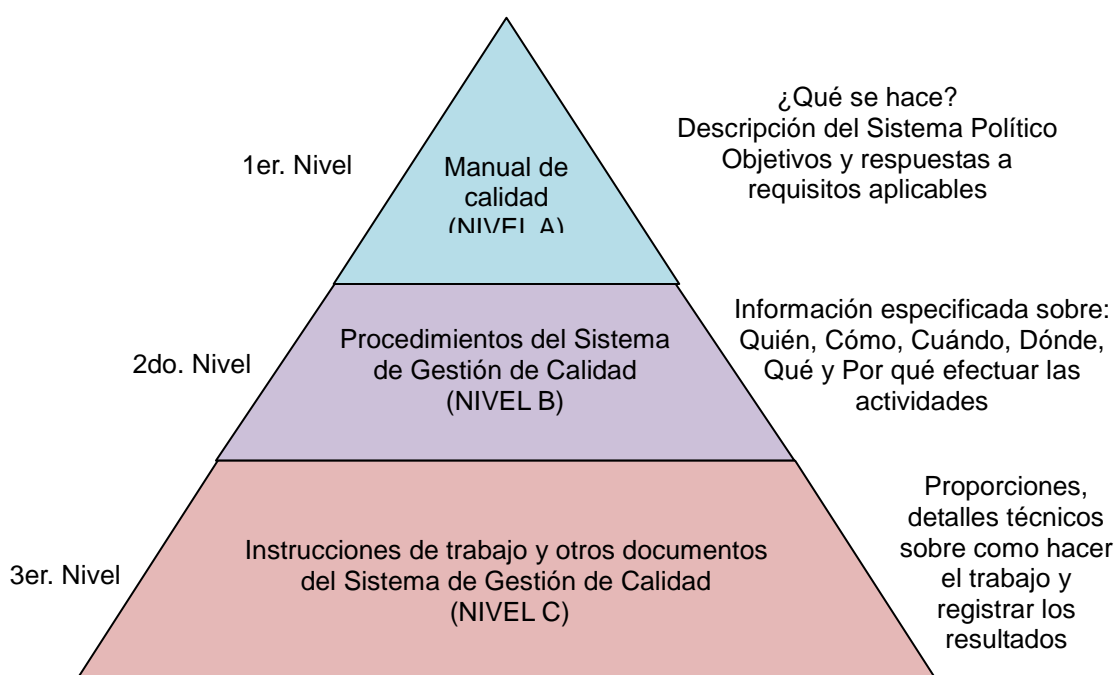 1er. Nivel
Manual de
calidad
(NIVEL A)
¿Qué se hace?
Descripción del Sistema Político
Objetivos y respuestas a
requisitos aplicables
2do. Nivel
Procedimientos del Sistema
de Gestión de Calidad
(NIVEL B)
Información especificada sobre:
Quién, Cómo, Cuándo, Dónde,
Qué y Por qué efectuar las
actividades
3er. Nivel
Instrucciones de trabajo y otros documentos
del Sistema de Gestión de Calidad
(NIVEL C)
Proporciones,
detalles técnicos
sobre como hacer
el trabajo y
registrar los
resultados